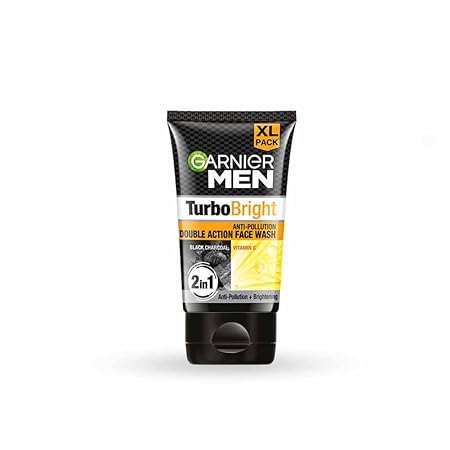 XL
PACK
GARNIER
MEN
TurboBright
ANTI-POLLUTION
DOUBLE ACTION FACE WASH
BLACK CHARCOAL VITAMIN C
2in1
Anti-Pollution + Brightening